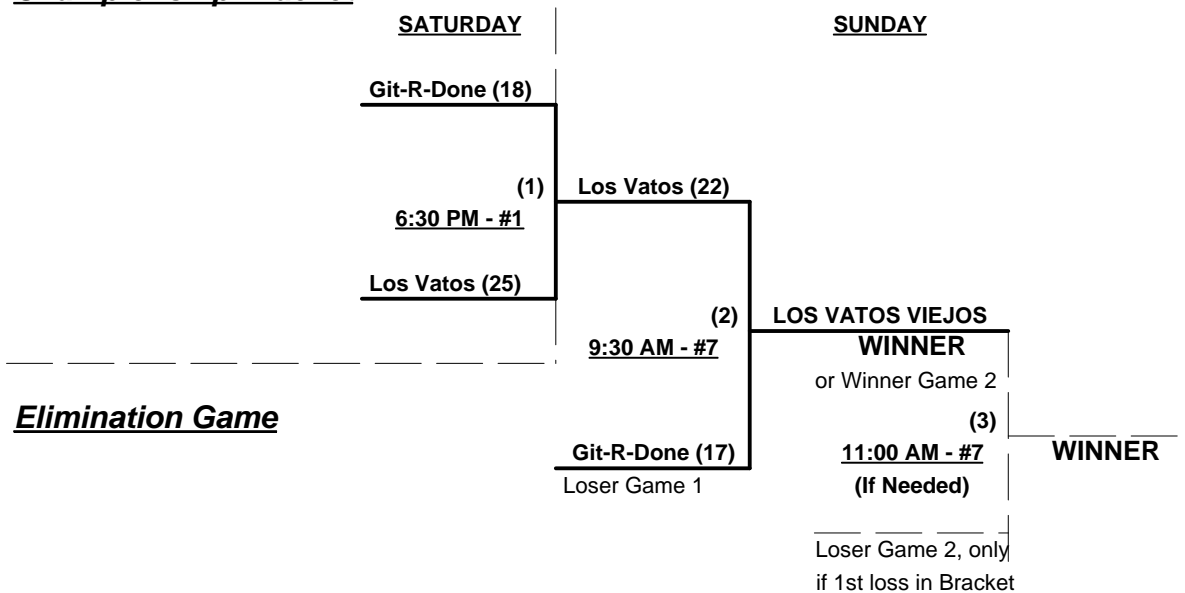 SATURDAY
SUNDAY
Git-R-Done (18)
(1)
Los Vatos (22)
6:30 PM - #1
Los Vatos (25)
(2)
LOS VATOS VIEJOS
9:30 AM - #7
WINNER
or Winner Game 2
Elimination Game
(3)
Git-R-Done (17)
11:00 AM - #7
WINNER
Loser Game 1
(If Needed)
Loser Game 2, only
if 1st loss in Bracket